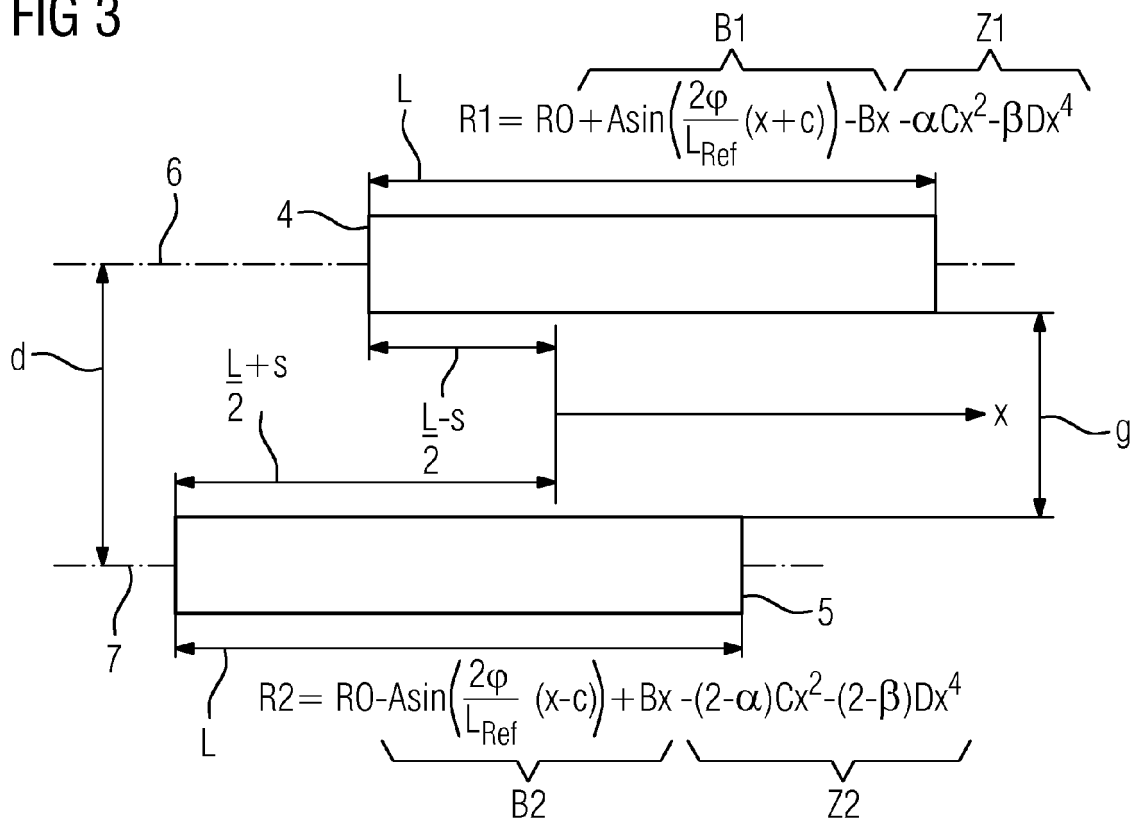 FIG 3
B1
Z1
R1= R0+Asin(2φ/L_Ref (x+c))-Bx-αCx²-βDx⁴
L
6
4
d
L/2+s
L/2-s
x
g
7
5
L
R2= R0-Asin(2φ/L_Ref (x-c))+Bx-(2-α)Cx²-(2-β)Dx⁴
B2
Z2